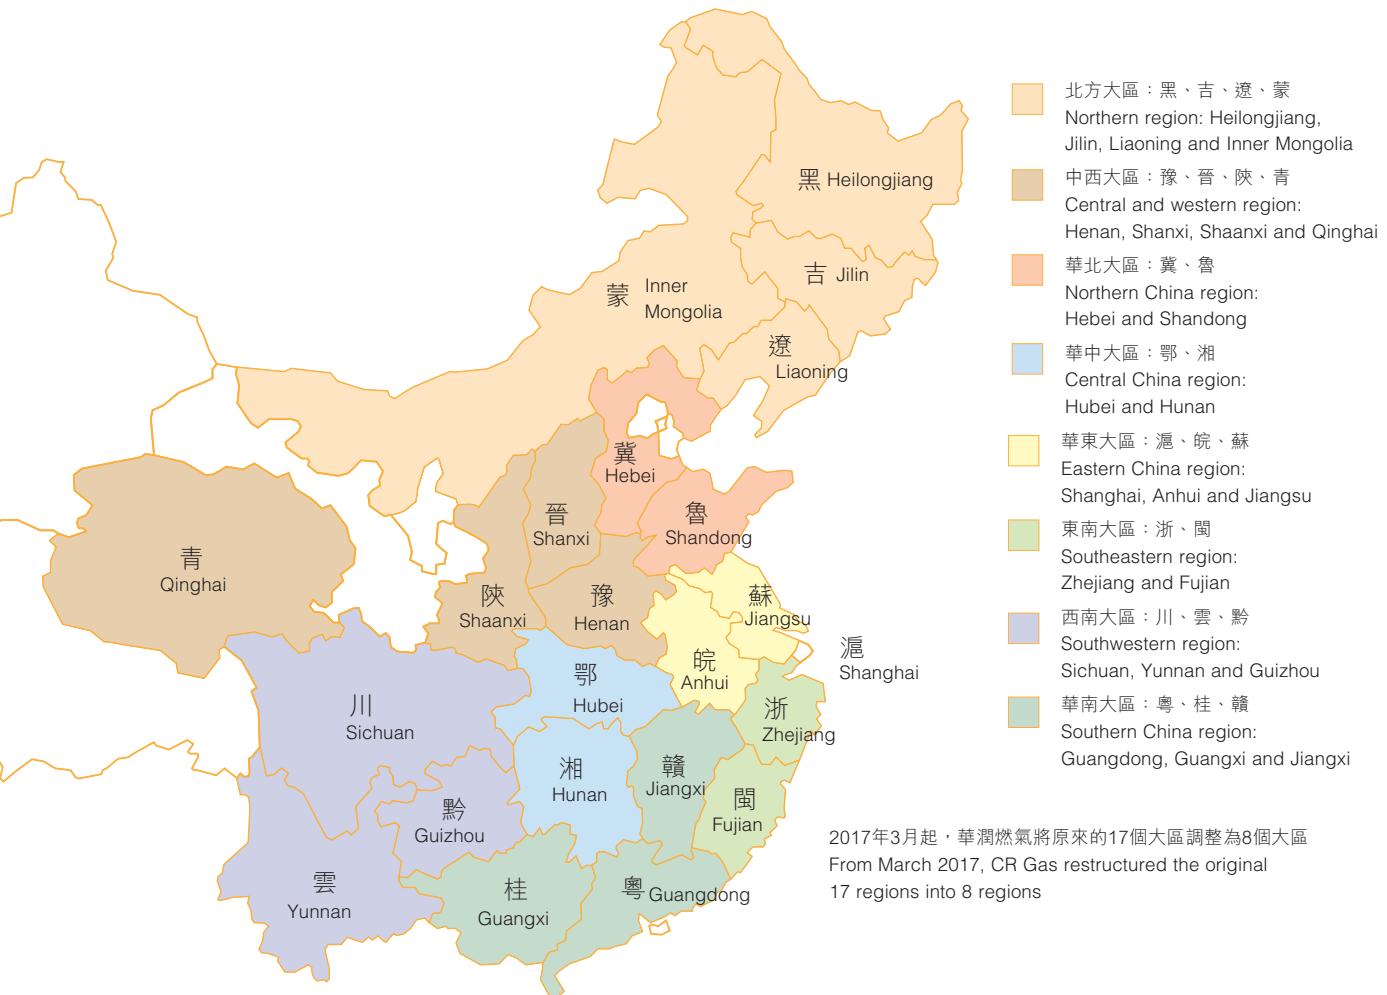 黑 Heilongjiang
吉 Jilin
蒙
Inner
Mongolia
遼
Liaoning
冀
Hebei
晉
Shanxi
魯
Shandong
青
Qinghai
陝
Shaanxi
豫
Henan
蘇
Jiangsu
滬
Shanghai
皖
Anhui
鄂
Hubei
川
Sichuan
浙
Zhejiang
湘
Hunan
贛
Jiangxi
黔
Guizhou
閩
Fujian
雲
Yunnan
桂
Guangxi
粵 Guangdong
北方大區：黑、吉、遼、蒙
Northern region: Heilongjiang,
Jilin, Liaoning and Inner Mongolia
中西大區：豫、晉、陝、青
Central and western region:
Henan, Shanxi, Shaanxi and Qinghai
華北大區：冀、魯
Northern China region:
Hebei and Shandong
華中大區：鄂、湘
Central China region:
Hubei and Hunan
華東大區：滬、皖、蘇
Eastern China region:
Shanghai, Anhui and Jiangsu
東南大區：浙、閩
Southeastern region:
Zhejiang and Fujian
西南大區：川、雲、黔
Southwestern region:
Sichuan, Yunnan and Guizhou
華南大區：粵、桂、贛
Southern China region:
Guangdong, Guangxi and Jiangxi
2017年3月起，華潤燃氣將原來的17個大區調整為8個大區
From March 2017, CR Gas restructured the original
17 regions into 8 regions